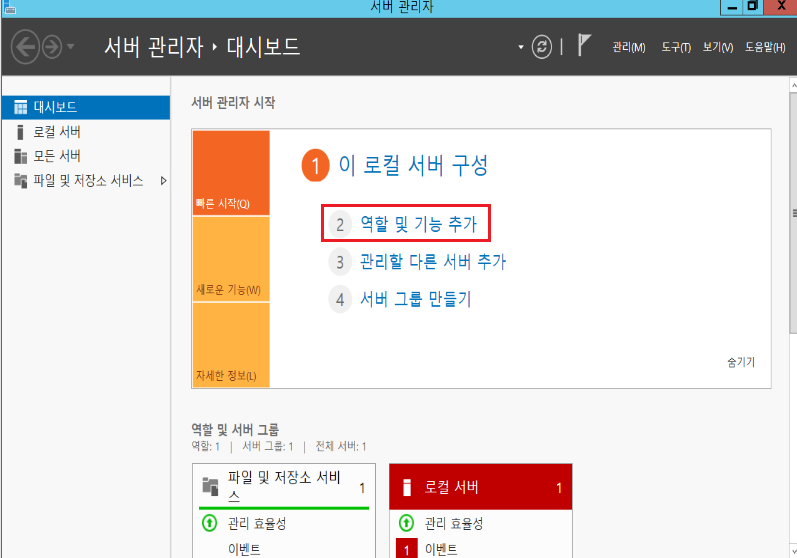 서버 관리자
서버 관리자 ‣ 대시보드
관리(M) 도구(T) 보기(V) 도움말(H)
대시보드
로컬 서버
모든 서버
파일 및 저장소 서비스
서버 관리자 시작
빠른 시작(Q)
새로운 기능(W)
자세한 정보(L)
1 이 로컬 서버 구성
2 역할 및 기능 추가
3 관리할 다른 서버 추가
4 서버 그룹 만들기
숨기기
역할 및 서버 그룹
역할: 1 | 서버 그룹: 1 | 전체 서버: 1
파일 및 저장소 서비
스
1
관리 효율성
이벤트
로컬 서버 1
관리 효율성
1 이벤트